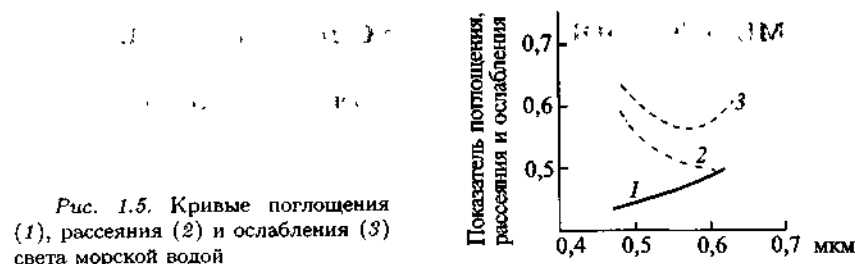 Рис. 1.5. Кривые поглощения
(1), рассеяния (2) и ослабления (3)
света морской водой
Показатель поглощения,
рассеяния и ослабления
0,7
0,6
0,5
3
2
1
0,4 0,5 0,6 0,7 мкм